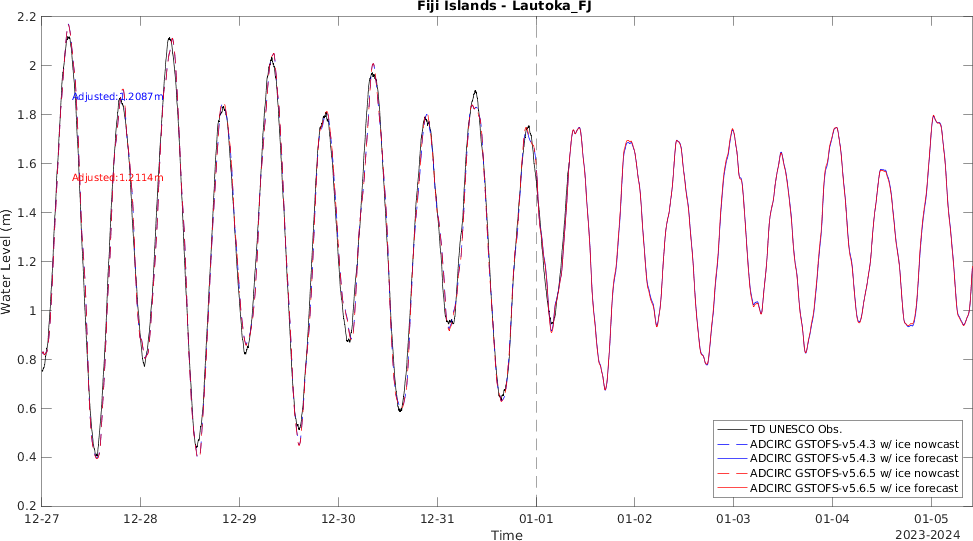 Fiji Islands - Lautoka_FJ
2.2
2
1.8
1.6
1.4
1.2
1
0.8
0.6
0.4
0.2
Water Level (m)
Adjusted:1.2087m
Adjusted:1.2114m
TD UNESCO Obs.
ADCIRC GSTOFS-v5.4.3 w/ ice nowcast
ADCIRC GSTOFS-v5.4.3 w/ ice forecast
ADCIRC GSTOFS-v5.6.5 w/ ice nowcast
ADCIRC GSTOFS-v5.6.5 w/ ice forecast
12-27 12-28 12-29 12-30 12-31 01-01 01-02 01-03 01-04 01-05
Time
2023-2024